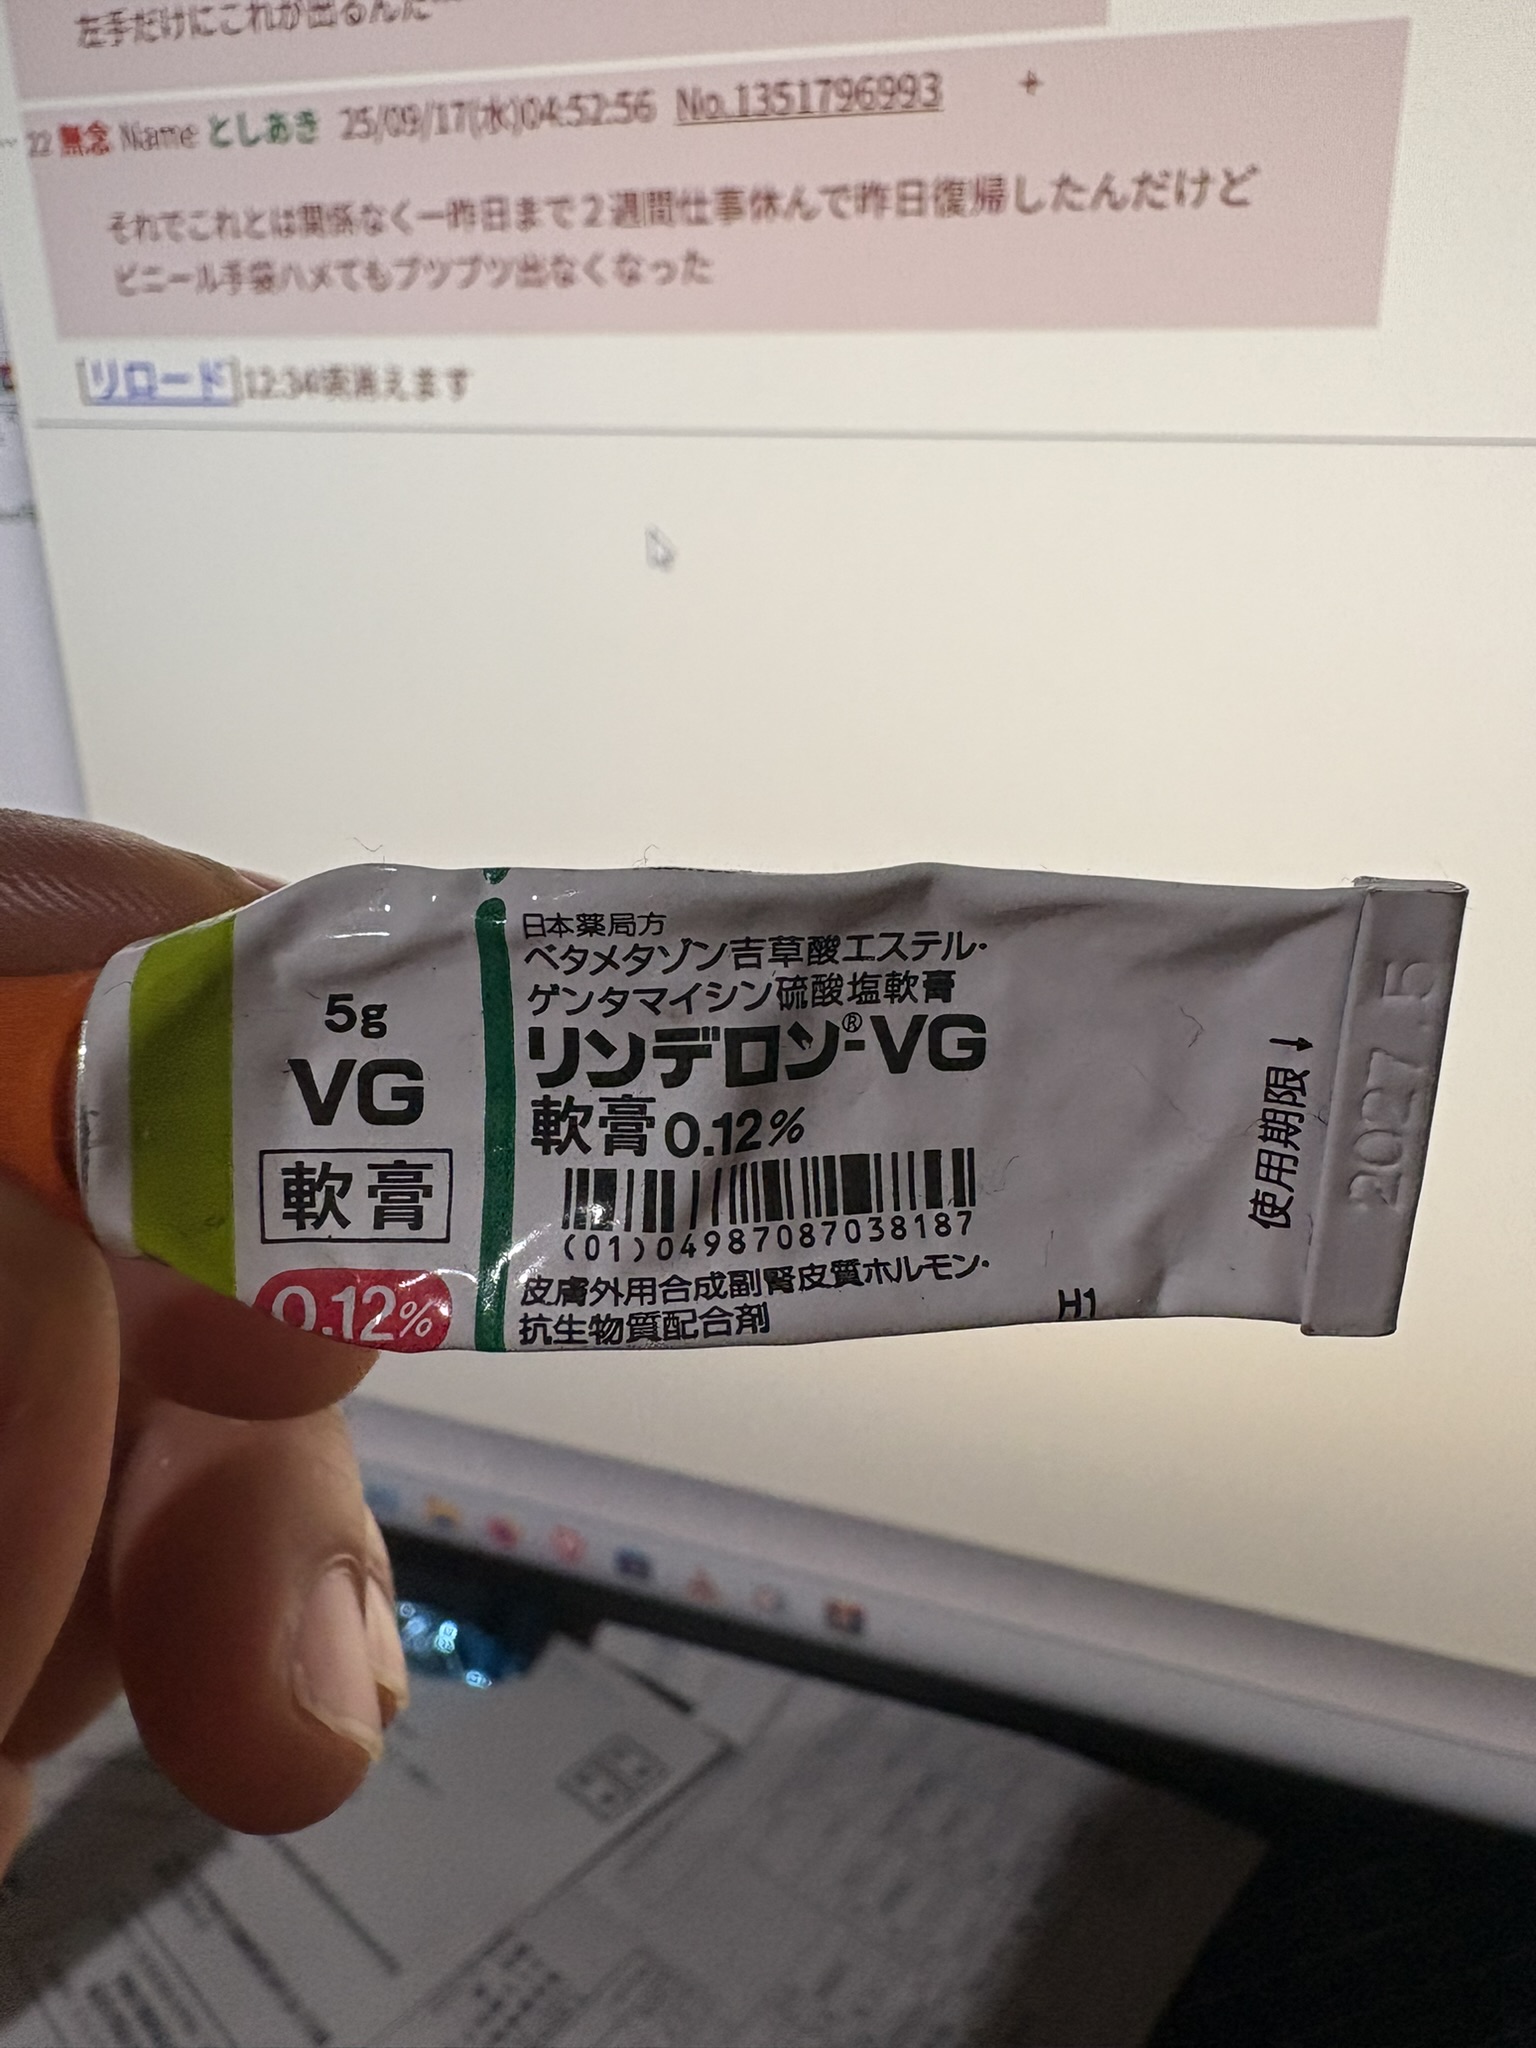 左手だけにこれが出るんだ
22 無念 Name としあき 25/09/17(水)04:52:56 No.1351796993 +
それでこれとは関係なく一昨日まで２週間仕事休んで昨日復帰したんだけど
ビニール手袋ハメてもブツブツ出なくなった
[リロード]12:34頃消えます
5g
VG
軟膏
0.12%
日本薬局方
ベタメタゾン吉草酸エステル・
ゲンタマイシン硫酸塩軟膏
リンデロン®-VG
軟膏0.12%
(01)04987087038187
皮膚外用合成副腎皮質ホルモン・
抗生物質配合剤
H1
使用期限↓
2027.5